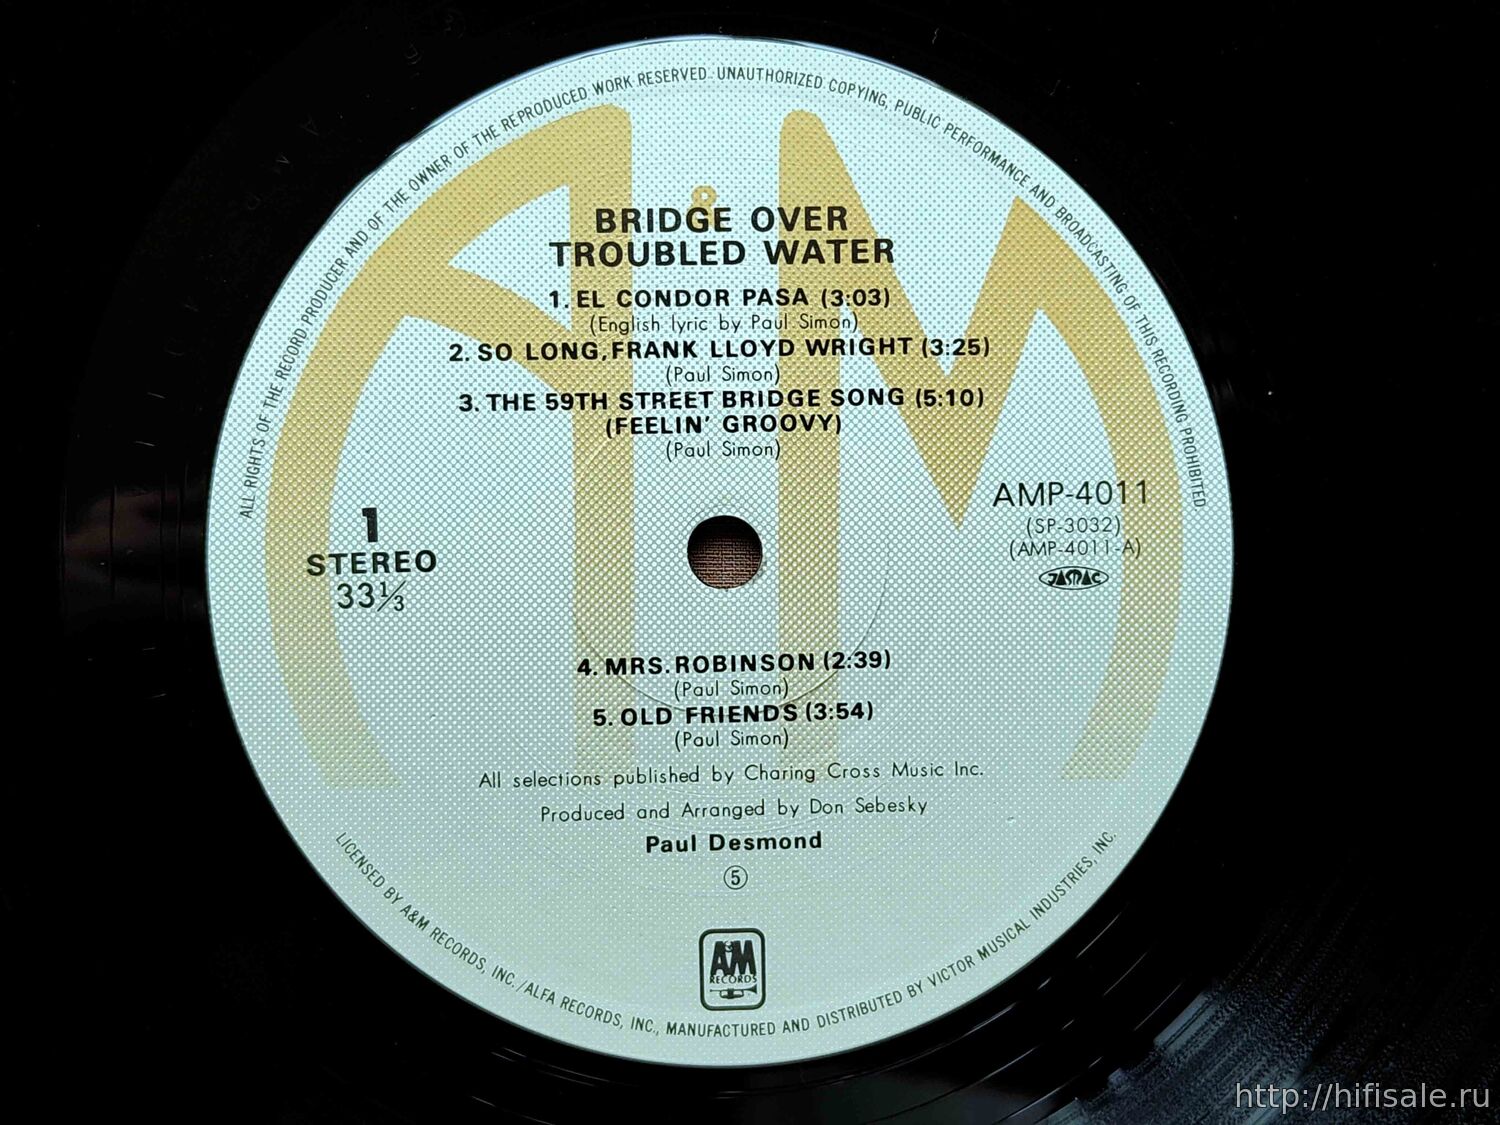 ALL RIGHTS OF THE RECORD PRODUCER AND OF THE OWNER OF THE REPRODUCED WORK RESERVED. UNAUTHORIZED COPYING, PUBLIC PERFORMANCE AND BROADCASTING OF THIS RECORDING PROHIBITED
&
BRIDGE OVER
TROUBLED WATER
1. EL CONDOR PASA (3:03)
(English lyric by Paul Simon)
2. SO LONG, FRANK LLOYD WRIGHT (3:25)
(Paul Simon)
3. THE 59TH STREET BRIDGE SONG (5:10)
(FEELIN' GROOVY)
(Paul Simon)
1
STEREO
33⅓
AMP-4011
(SP-3032)
(AMP-4011-A)
JASRAC
4. MRS. ROBINSON (2:39)
(Paul Simon)
5. OLD FRIENDS (3:54)
(Paul Simon)
All selections published by Charing Cross Music Inc.
Produced and Arranged by Don Sebesky
Paul Desmond
⑤
A&M
RECORDS
LICENSED BY A&M RECORDS, INC./ALFA RECORDS, INC., MANUFACTURED AND DISTRIBUTED BY VICTOR MUSICAL INDUSTRIES, INC.
http://hifisale.ru